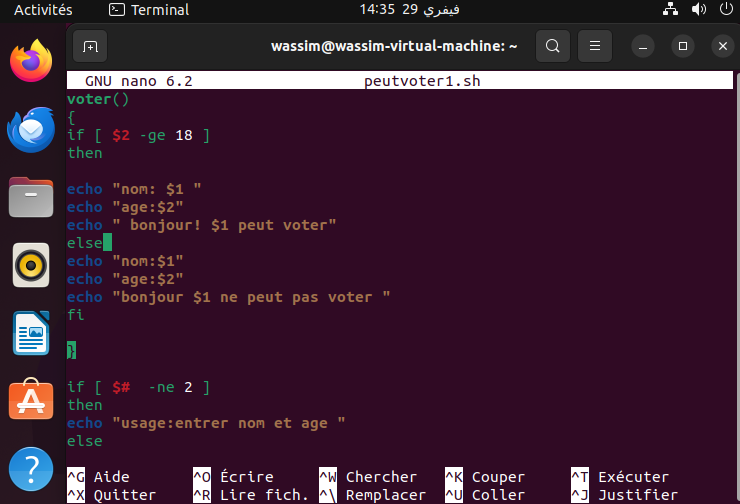 Activités Terminal 14:35 29 فيفري
wassim@wassim-virtual-machine: ~
GNU nano 6.2 peutvoter1.sh
voter()
{
if [ $2 -ge 18 ]
then
echo "nom: $1 "
echo "age:$2"
echo " bonjour! $1 peut voter"
else
echo "nom:$1"
echo "age:$2"
echo "bonjour $1 ne peut pas voter "
fi
}
if [ $#  -ne 2 ]
then
echo "usage:entrer nom et age "
else
^G Aide ^O Écrire ^W Chercher ^K Couper ^T Exécuter
^X Quitter ^R Lire fich. ^\ Remplacer ^U Coller ^J Justifier